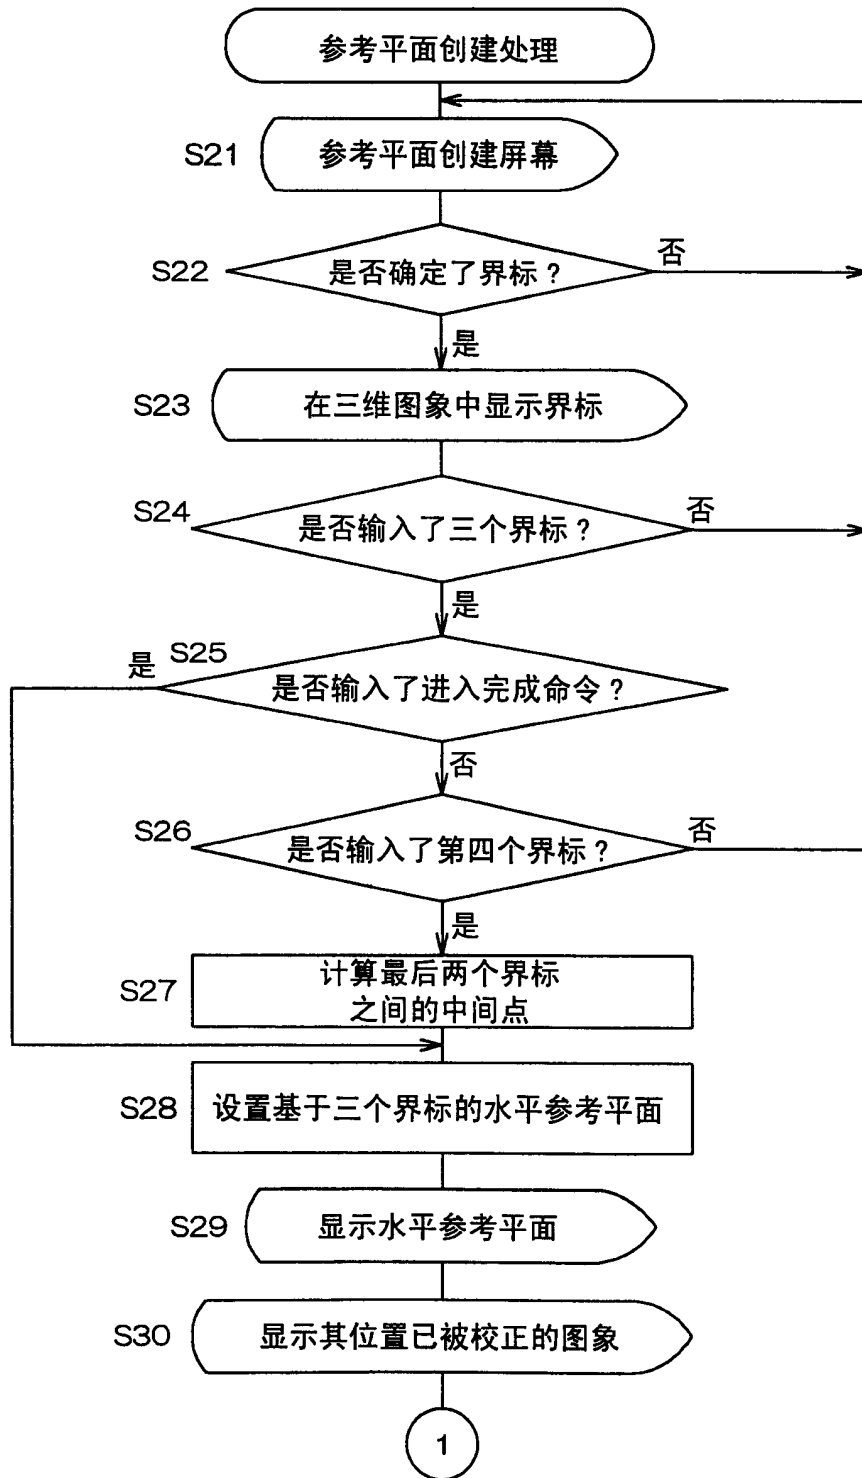 参考平面创建处理
S21
参考平面创建屏幕
S22
是否确定了界标？
否
是
S23
在三维图象中显示界标
S24
是否输入了三个界标？
否
是
是
S25
是否输入了进入完成命令？
否
S26
是否输入了第四个界标？
否
是
S27
计算最后两个界标
之间的中间点
S28
设置基于三个界标的水平参考平面
S29
显示水平参考平面
S30
显示其位置已被校正的图象
1